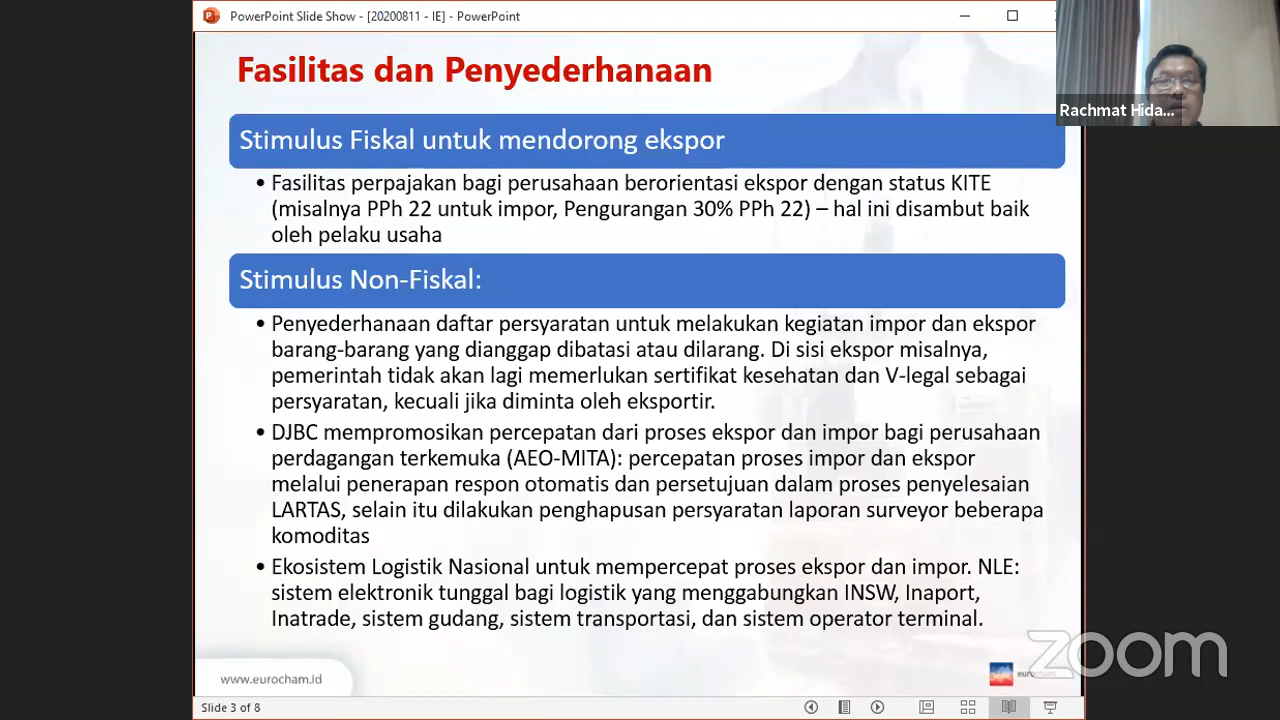 PowerPoint Slide Show - [20200811 - IE] - PowerPoint
Fasilitas dan Penyederhanaan
Rachmat Hida...
Stimulus Fiskal untuk mendorong ekspor
• Fasilitas perpajakan bagi perusahaan berorientasi ekspor dengan status KITE
(misalnya PPh 22 untuk impor, Pengurangan 30% PPh 22) – hal ini disambut baik
oleh pelaku usaha
Stimulus Non-Fiskal:
• Penyederhanaan daftar persyaratan untuk melakukan kegiatan impor dan ekspor
barang-barang yang dianggap dibatasi atau dilarang. Di sisi ekspor misalnya,
pemerintah tidak akan lagi memerlukan sertifikat kesehatan dan V-legal sebagai
persyaratan, kecuali jika diminta oleh eksportir.
• DJBC mempromosikan percepatan dari proses ekspor dan impor bagi perusahaan
perdagangan terkemuka (AEO-MITA): percepatan proses impor dan ekspor
melalui penerapan respon otomatis dan persetujuan dalam proses penyelesaian
LARTAS, selain itu dilakukan penghapusan persyaratan laporan surveyor beberapa
komoditas
• Ekosistem Logistik Nasional untuk mempercepat proses ekspor dan impor. NLE:
sistem elektronik tunggal bagi logistik yang menggabungkan INSW, Inaport,
Inatrade, sistem gudang, sistem transportasi, dan sistem operator terminal.
www.eurocham.id
zoom
Slide 3 of 8